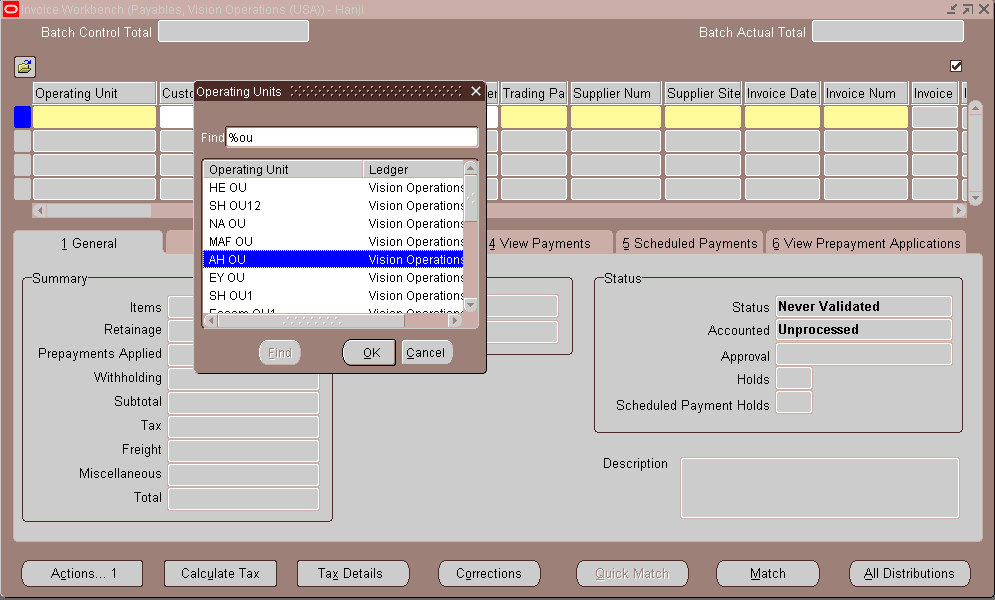 Invoice Workbench (Payables, Vision Operations (USA)) - Hanji
Batch Control Total
Batch Actual Total
Operating Unit Custo er Trading Pa Supplier Num Supplier Site Invoice Date Invoice Num Invoice I
Operating Units
Find %ou
Operating Unit Ledger
HE OU Vision Operations
SH OU12 Vision Operations
NA OU Vision Operations
MAF OU Vision Operations
AH OU Vision Operations
EY OU Vision Operations
SH OU1 Vision Operations
Essam OU1 Vision Operations
Find OK Cancel
1 General 4 View Payments 5 Scheduled Payments 6 View Prepayment Applications
Summary
Items
Retainage
Prepayments Applied
Withholding
Subtotal
Tax
Freight
Miscellaneous
Total
Status
Status Never Validated
Accounted Unprocessed
Approval
Holds
Scheduled Payment Holds
Description
Actions... 1 Calculate Tax Tax Details Corrections Quick Match Match All Distributions